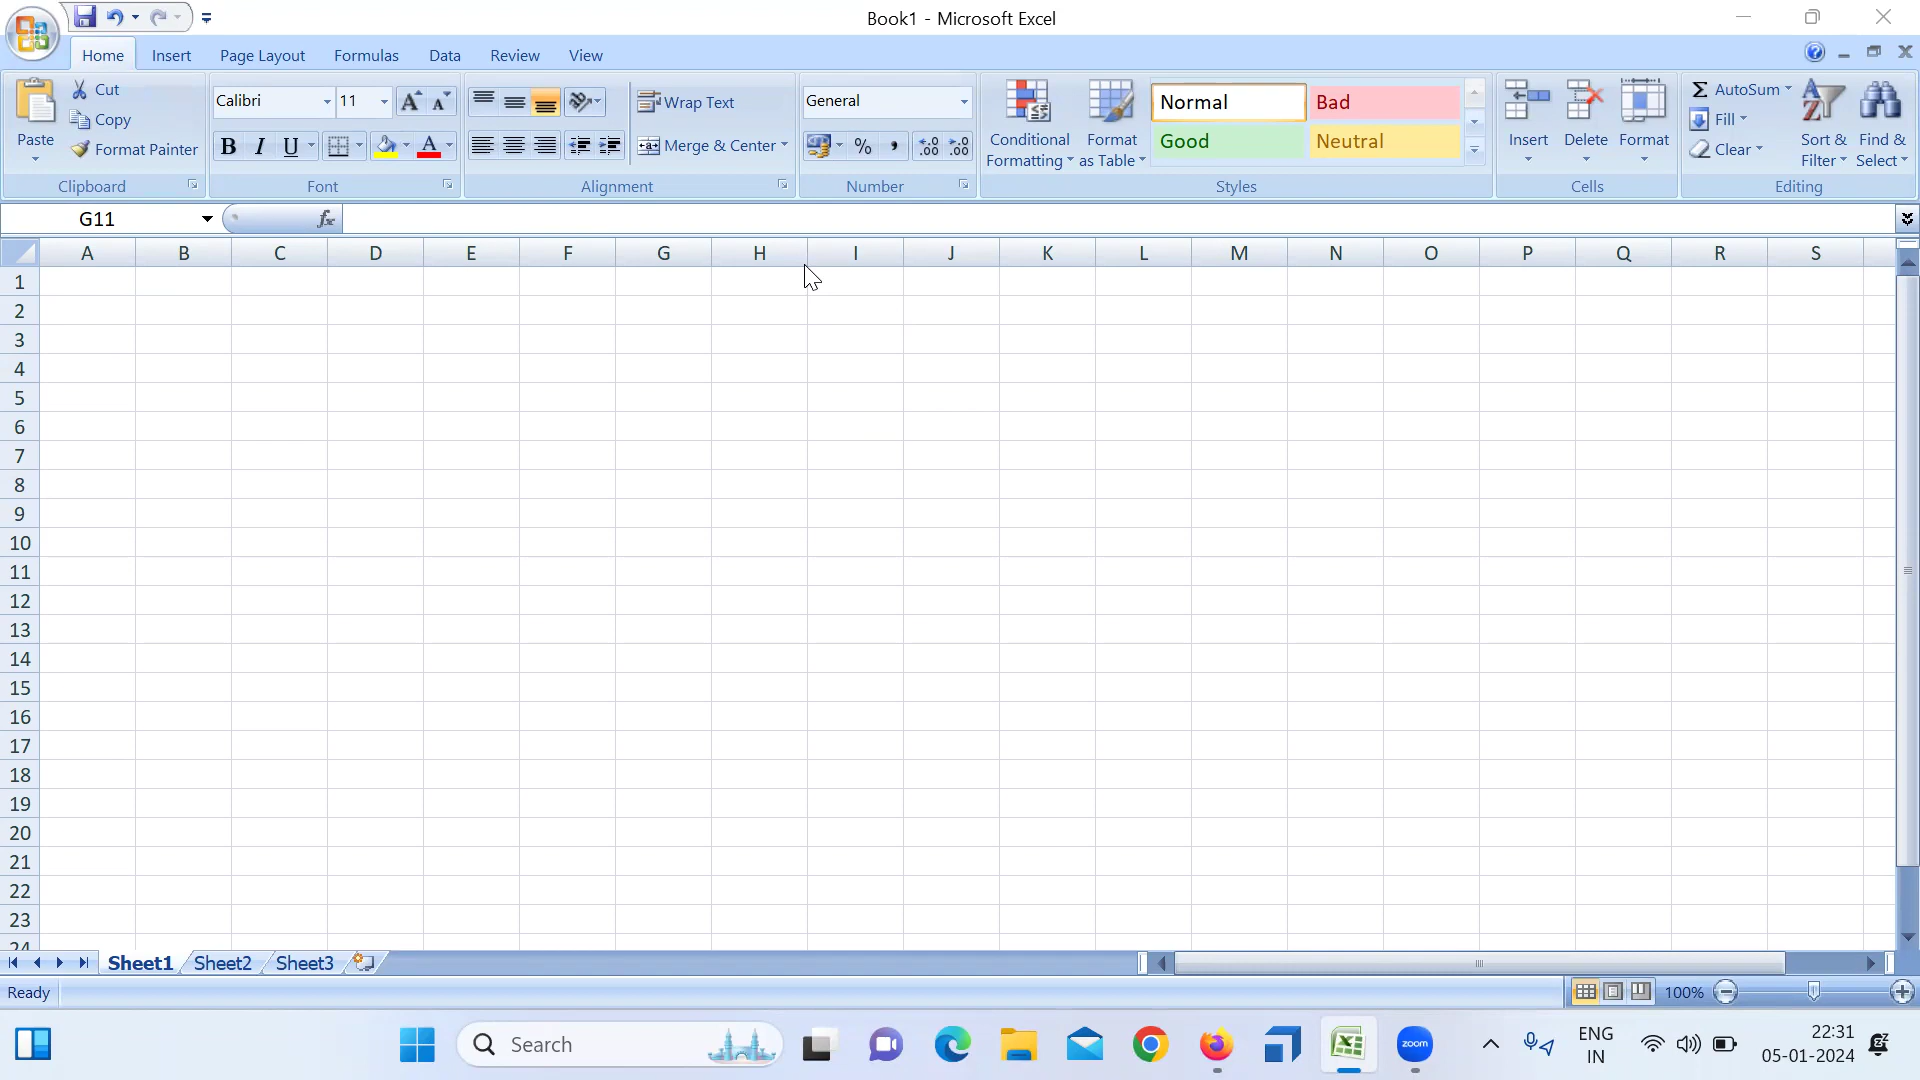 Book1 - Microsoft Excel
Home Insert Page Layout Formulas Data Review View
Paste
Cut
Copy
Format Painter
Clipboard
Calibri 11
B I U
Font
Wrap Text
Merge & Center
Alignment
General
%
Number
Conditional Formatting
Format as Table
Normal Bad
Good Neutral
Styles
Insert Delete Format
Cells
AutoSum
Fill
Clear
Sort & Filter
Find & Select
Editing
G11 fx
A B C D E F G H I J K L M N O P Q R S
1
2
3
4
5
6
7
8
9
10
11
12
13
14
15
16
17
18
19
20
21
22
23
24
Sheet1 Sheet2 Sheet3
Ready 100%
Search
zoom
ENG
IN
22:31
05-01-2024